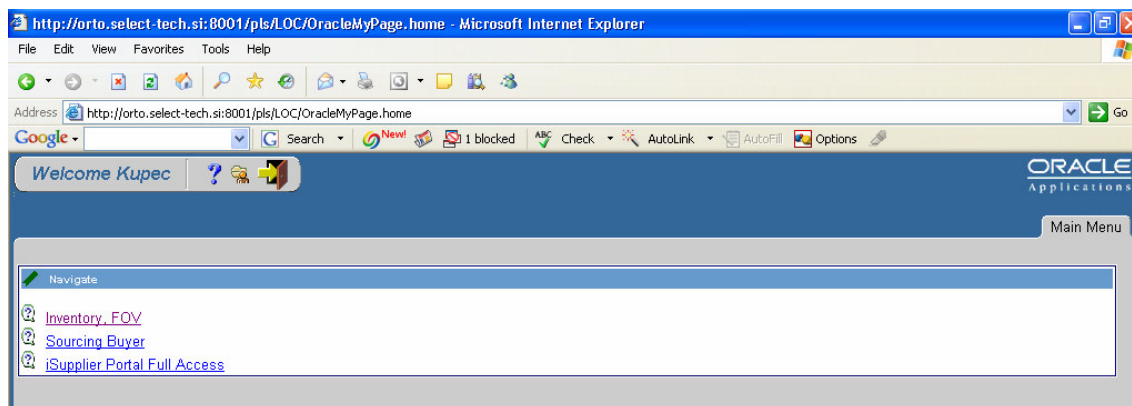 http://orto.select-tech.si:8001/pls/LOC/OracleMyPage.home - Microsoft Internet Explorer
File Edit View Favorites Tools Help
Address http://orto.select-tech.si:8001/pls/LOC/OracleMyPage.home Go
Google Search New! 1 blocked ABC Check AutoLink AutoFill Options
Welcome Kupec ORACLE
Applications
Main Menu
Navigate
Inventory, FOV
Sourcing Buyer
iSupplier Portal Full Access